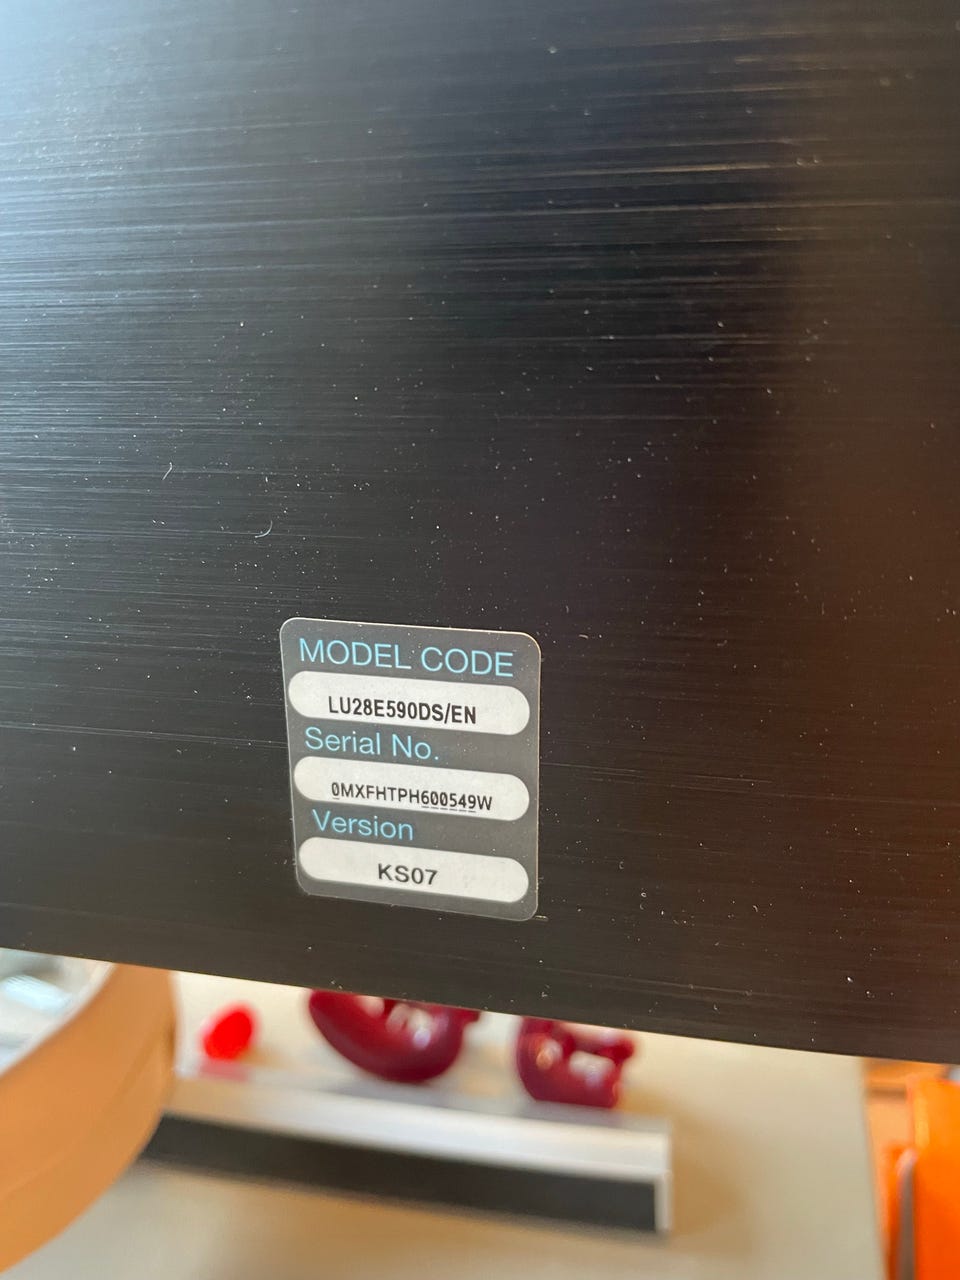 MODEL CODE
LU28E590DS/EN
Serial No.
0MXFHTPH600549W
Version
KS07